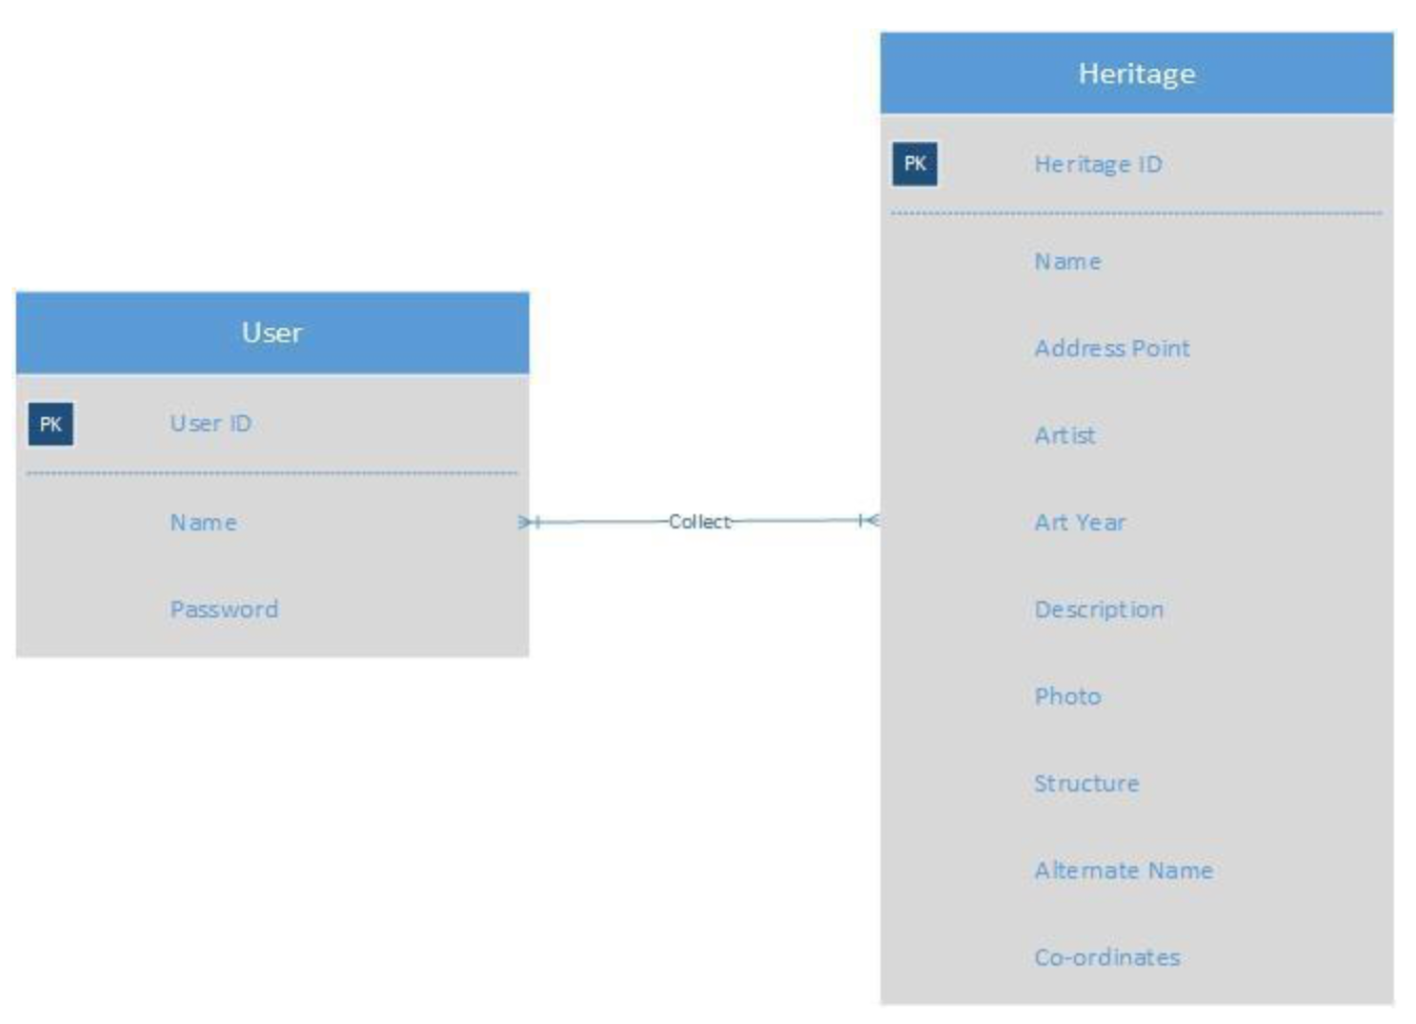 User
PK
User ID
Name
Password
Collect
Heritage
PK
Heritage ID
Name
Address Point
Artist
Art Year
Description
Photo
Structure
Alternate Name
Co-ordinates